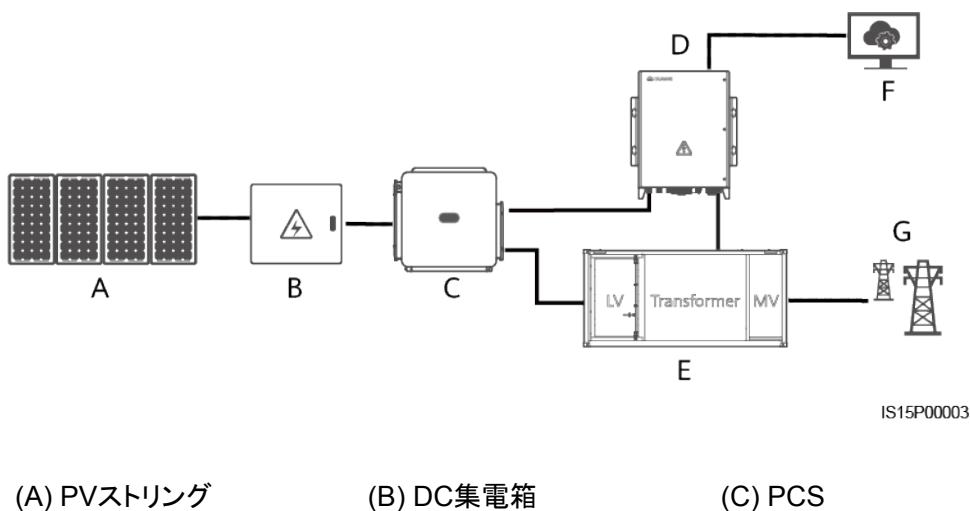 D
F
A
B
C
G
LV Transformer MV
E
IS15P00003
(A) PVストリング (B) DC集電箱 (C) PCS